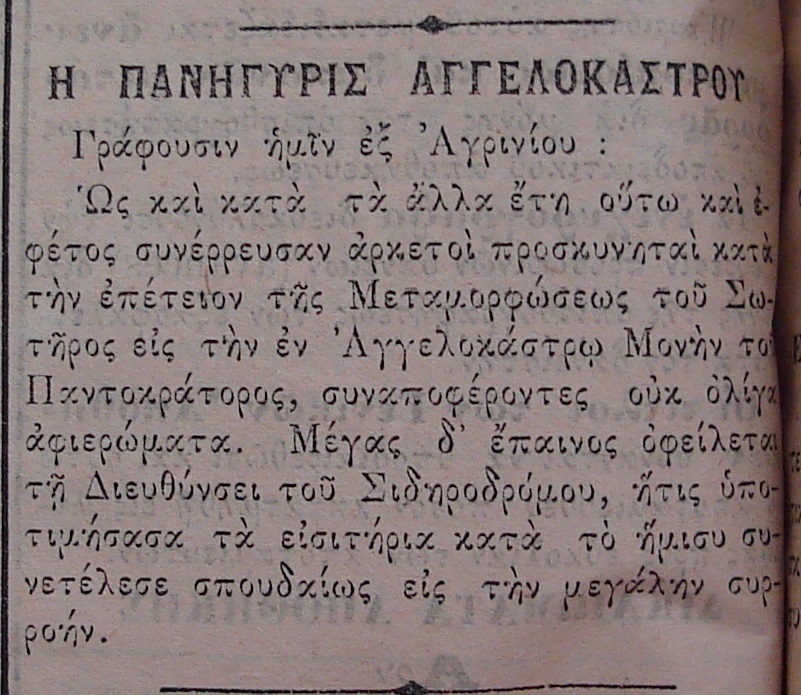 Η ΠΑΝΗΓΥΡΙΣ ΑΓΓΕΛΟΚΑΣΤΡΟΥ
Γράφουσιν ἡμῖν ἐξ Ἀγρινίου :
Ὡς καὶ κατὰ τὰ ἄλλα ἔτη οὕτω καὶ ἐ-
φέτος συνέρρευσαν ἀρκετοὶ προσκυνηταὶ κατὰ
τὴν ἐπέτειον τῆς Μεταμορφώσεως τοῦ Σω-
τῆρος εἰς τὴν ἐν Ἀγγελοκάστρῳ Μονὴν τοῦ
Παντοκράτορος, συναποφέροντες οὐκ ὀλίγα
ἀφιερώματα. Μέγας δ' ἔπαινος ὀφείλεται
τῇ Διευθύνσει τοῦ Σιδηροδρόμου, ἥτις ὑπο-
τιμήσασα τὰ εἰσιτήρια κατὰ τὸ ἥμισυ συ-
νετέλεσε σπουδαίως εἰς τὴν μεγάλην συρ-
ροήν.